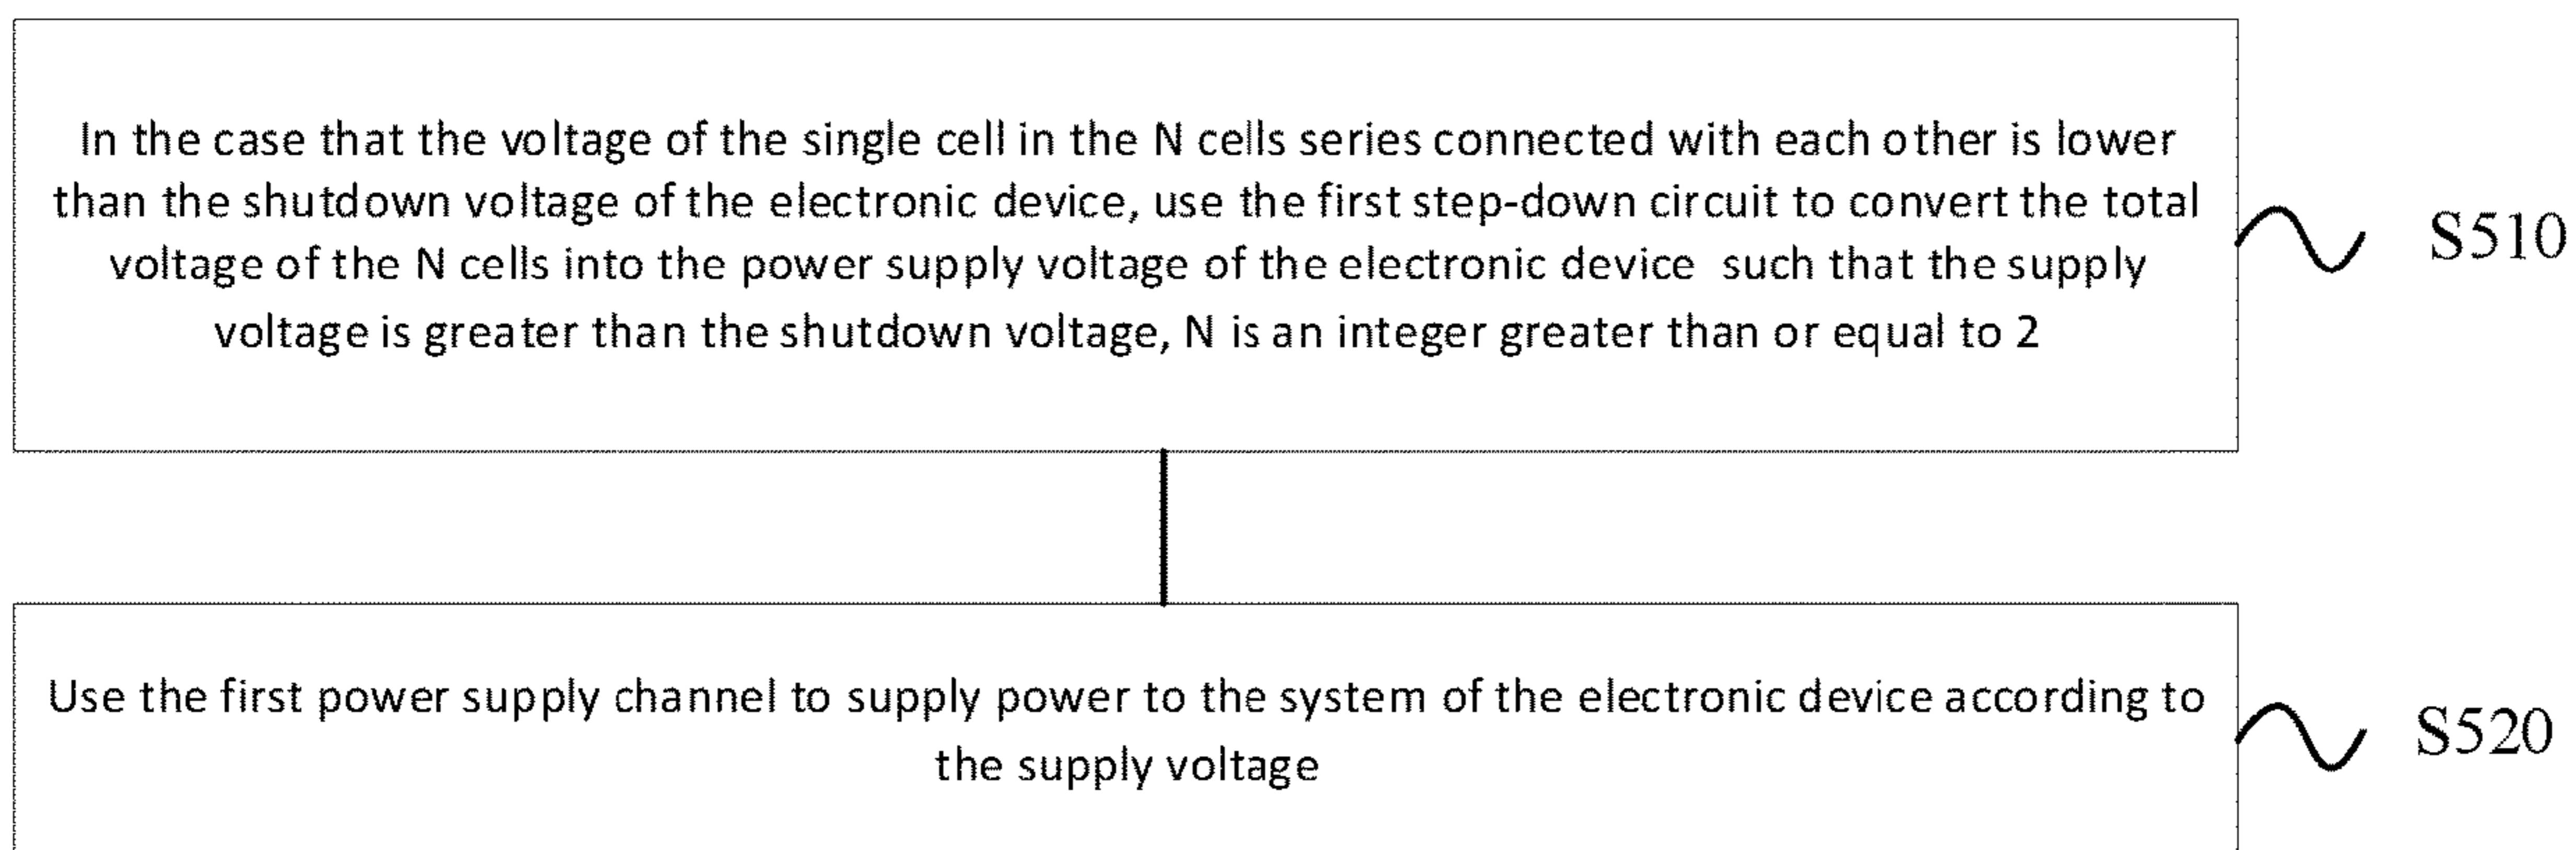 In the case that the voltage of the single cell in the N cells series connected with each other is lower
than the shutdown voltage of the electronic device, use the first step-down circuit to convert the total
voltage of the N cells into the power supply voltage of the electronic device such that the supply
voltage is greater than the shutdown voltage, N is an integer greater than or equal to 2
S510
Use the first power supply channel to supply power to the system of the electronic device according to
the supply voltage
S520